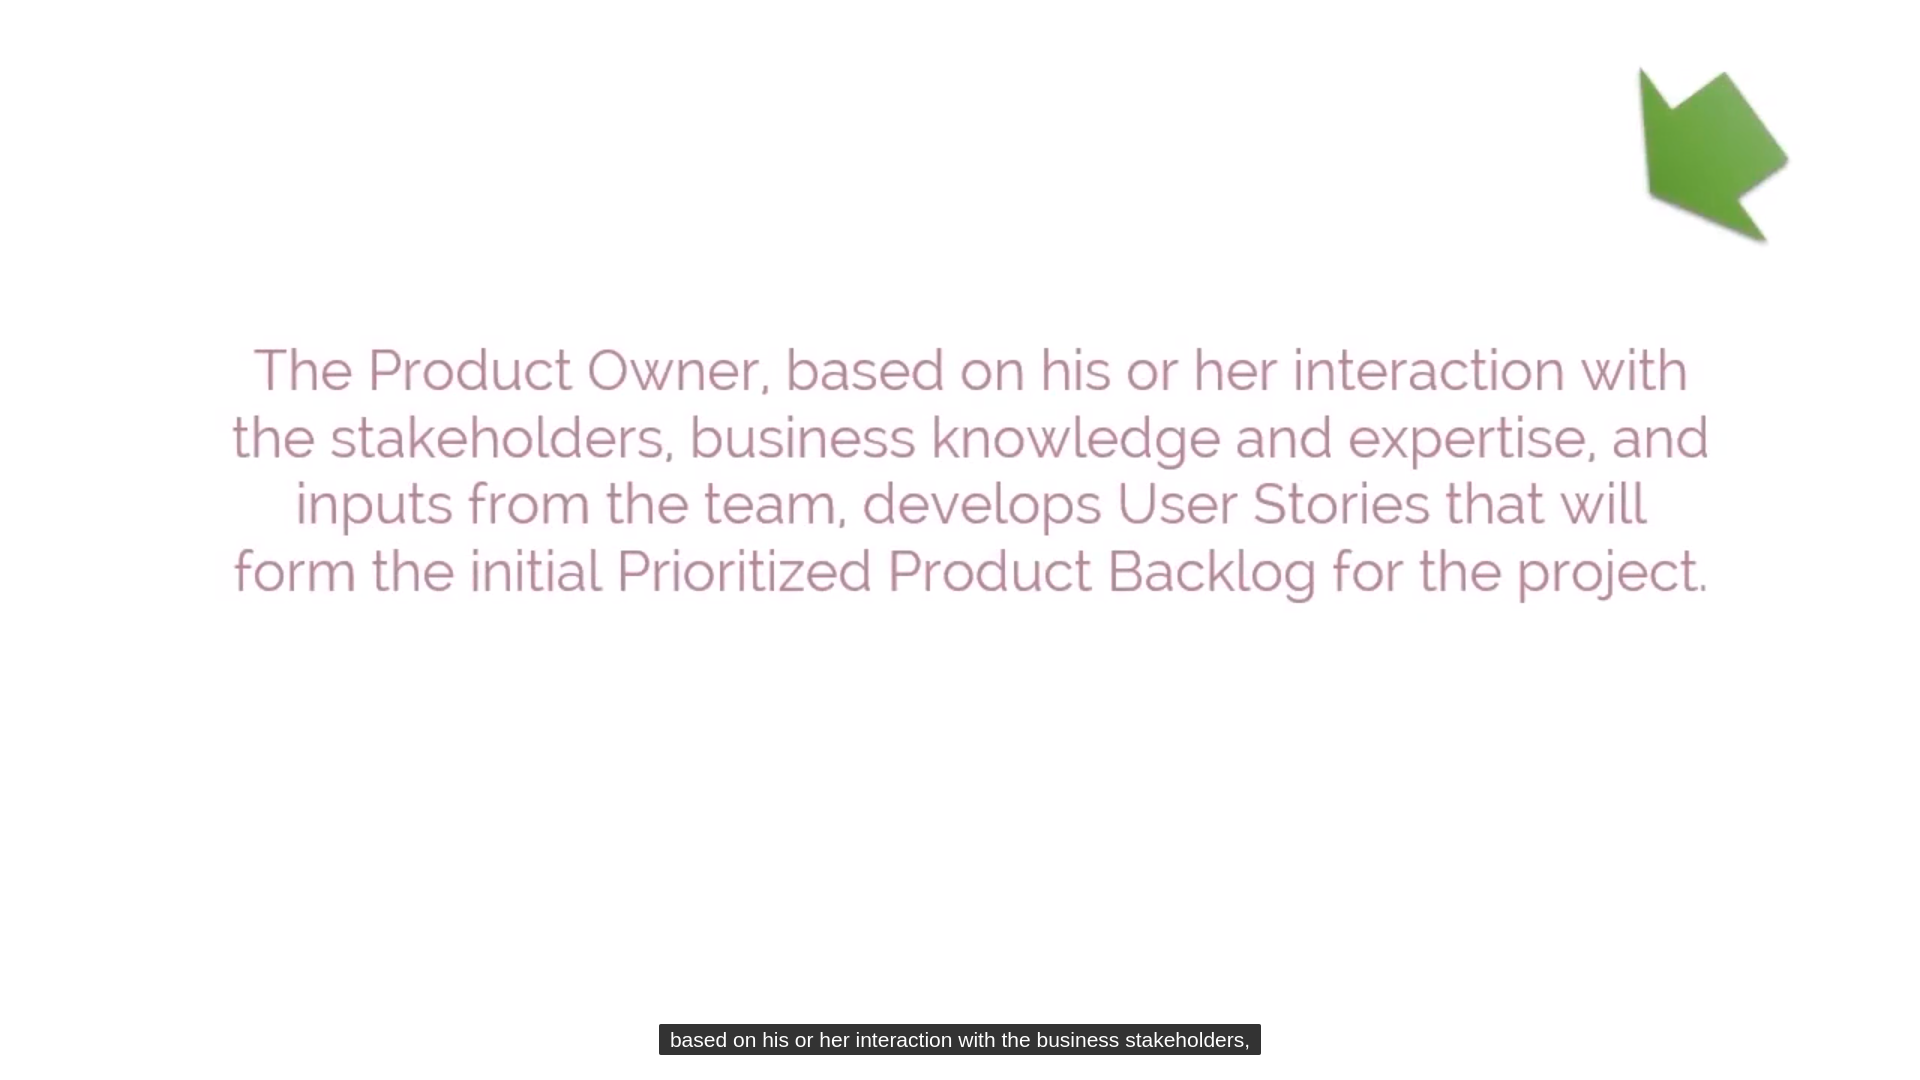 The Product Owner, based on his or her interaction with
the stakeholders, business knowledge and expertise, and
inputs from the team, develops User Stories that will
form the initial Prioritized Product Backlog for the project.
based on his or her interaction with the business stakeholders,